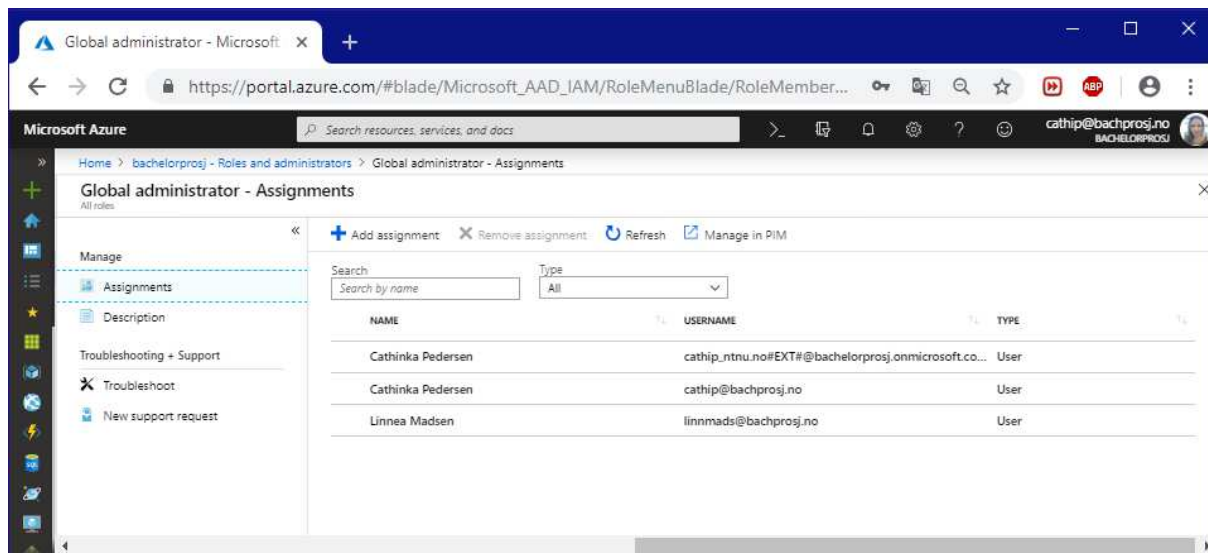 Global administrator - Microsoft
https://portal.azure.com/#blade/Microsoft_AAD_IAM/RoleMenuBlade/RoleMember...
ABP
Microsoft Azure
Search resources, services, and docs
cathip@bachprosj.no
BACHELORPROSJ
Home > bachelorprosj - Roles and administrators > Global administrator - Assignments
Global administrator - Assignments
All roles
Manage
Assignments
Description
Troubleshooting + Support
Troubleshoot
New support request
Add assignment Remove assignment Refresh Manage in PIM
Search Type
Search by name All
NAME USERNAME TYPE
Cathinka Pedersen cathip_ntnu.no#EXT#@bachelorprosj.onmicrosoft.co... User
Cathinka Pedersen cathip@bachprosj.no User
Linnea Madsen linnmads@bachprosj.no User
SQL